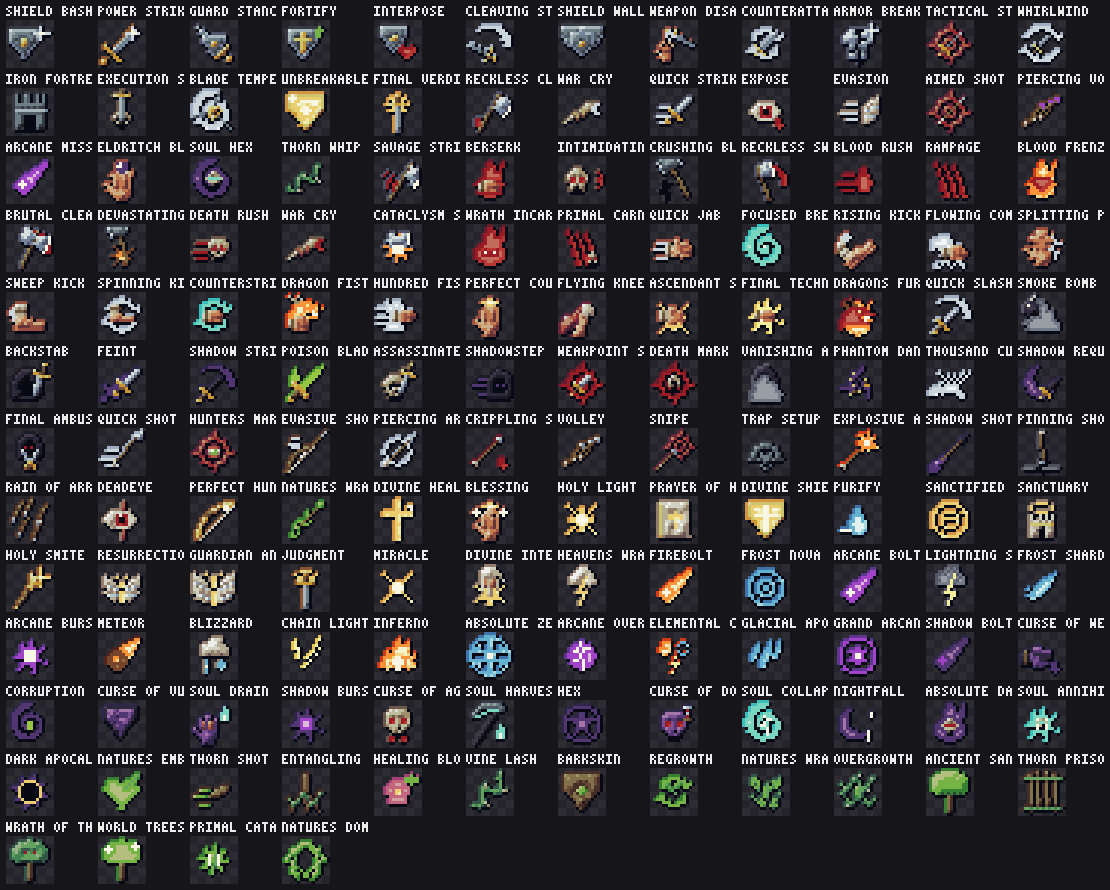 SHIELD BASH POWER STRIK GUARD STANC FORTIFY INTERPOSE CLEAVING ST SHIELD WALL WEAPON DISA COUNTERATTA ARMOR BREAK TACTICAL ST WHIRLWIND
IRON FORTRE EXECUTION S BLADE TEMPE UNBREAKABLE FINAL VERDI RECKLESS CL WAR CRY QUICK STRIK EXPOSE EVASION AIMED SHOT PIERCING VO
ARCANE MISS ELDRITCH BL SOUL HEX THORN WHIP SAVAGE STRI BERSERK INTIMIDATIN CRUSHING BL RECKLESS SW BLOOD RUSH RAMPAGE BLOOD FRENZ
BRUTAL CLEA DEVASTATING DEATH RUSH WAR CRY CATACLYSM S WRATH INCAR PRIMAL CARN QUICK JAB FOCUSED BRE RISING KICK FLOWING COM SPLITTING P
SWEEP KICK SPINNING KI COUNTERSTRI DRAGON FIST HUNDRED FIS PERFECT COU FLYING KNEE ASCENDANT S FINAL TECHN DRAGONS FUR QUICK SLASH SMOKE BOMB
BACKSTAB FEINT SHADOW STRI POISON BLAD ASSASSINATE SHADOWSTEP WEAKPOINT S DEATH MARK VANISHING A PHANTOM DAN THOUSAND CU SHADOW REQU
FINAL AMBUS QUICK SHOT HUNTERS MAR EVASIVE SHO PIERCING AR CRIPPLING S VOLLEY SNIPE TRAP SETUP EXPLOSIVE A SHADOW SHOT PINNING SHO
RAIN OF ARR DEADEYE PERFECT HUN NATURES WRA DIVINE HEAL BLESSING HOLY LIGHT PRAYER OF H DIVINE SHIE PURIFY SANCTIFIED SANCTUARY
HOLY SMITE RESURRECTIO GUARDIAN AN JUDGMENT MIRACLE DIVINE INTE HEAVENS WRA FIREBOLT FROST NOVA ARCANE BOLT LIGHTNING S FROST SHARD
ARCANE BURS METEOR BLIZZARD CHAIN LIGHT INFERNO ABSOLUTE ZE ARCANE OVER ELEMENTAL C GLACIAL APO GRAND ARCAN SHADOW BOLT CURSE OF WE
CORRUPTION CURSE OF VU SOUL DRAIN SHADOW BURS CURSE OF AG SOUL HARVES HEX CURSE OF DO SOUL COLLAP NIGHTFALL ABSOLUTE DA SOUL ANNIHI
DARK APOCAL NATURES EMB THORN SHOT ENTANGLING HEALING BLO VINE LASH BARKSKIN REGROWTH NATURES WRA OVERGROWTH ANCIENT SAN THORN PRISO
WRATH OF TH WORLD TREES PRIMAL CATA NATURES DOM